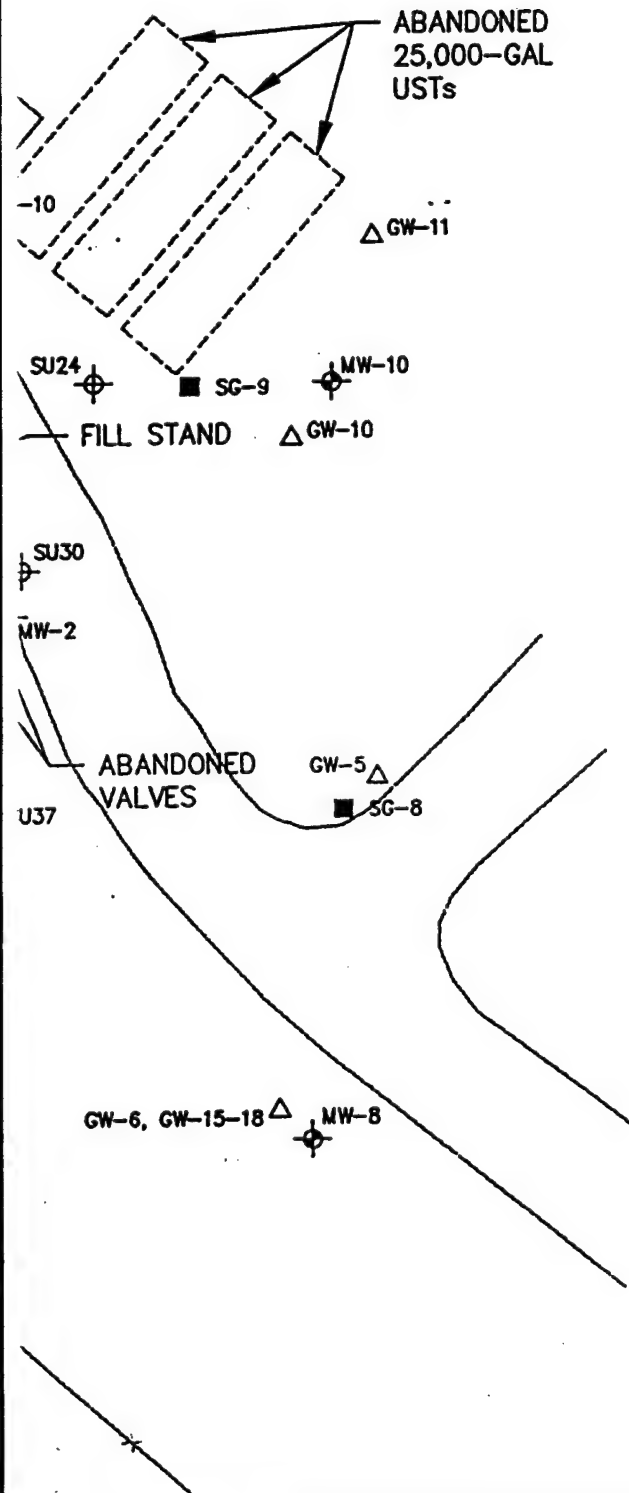 ABANDONED
25,000-GAL
USTs
-10
GW-11
SU24
SG-9
MW-10
FILL STAND
GW-10
SU30
MW-2
ABANDONED
VALVES
GW-5
SG-8
U37
GW-6, GW-15-18
MW-8